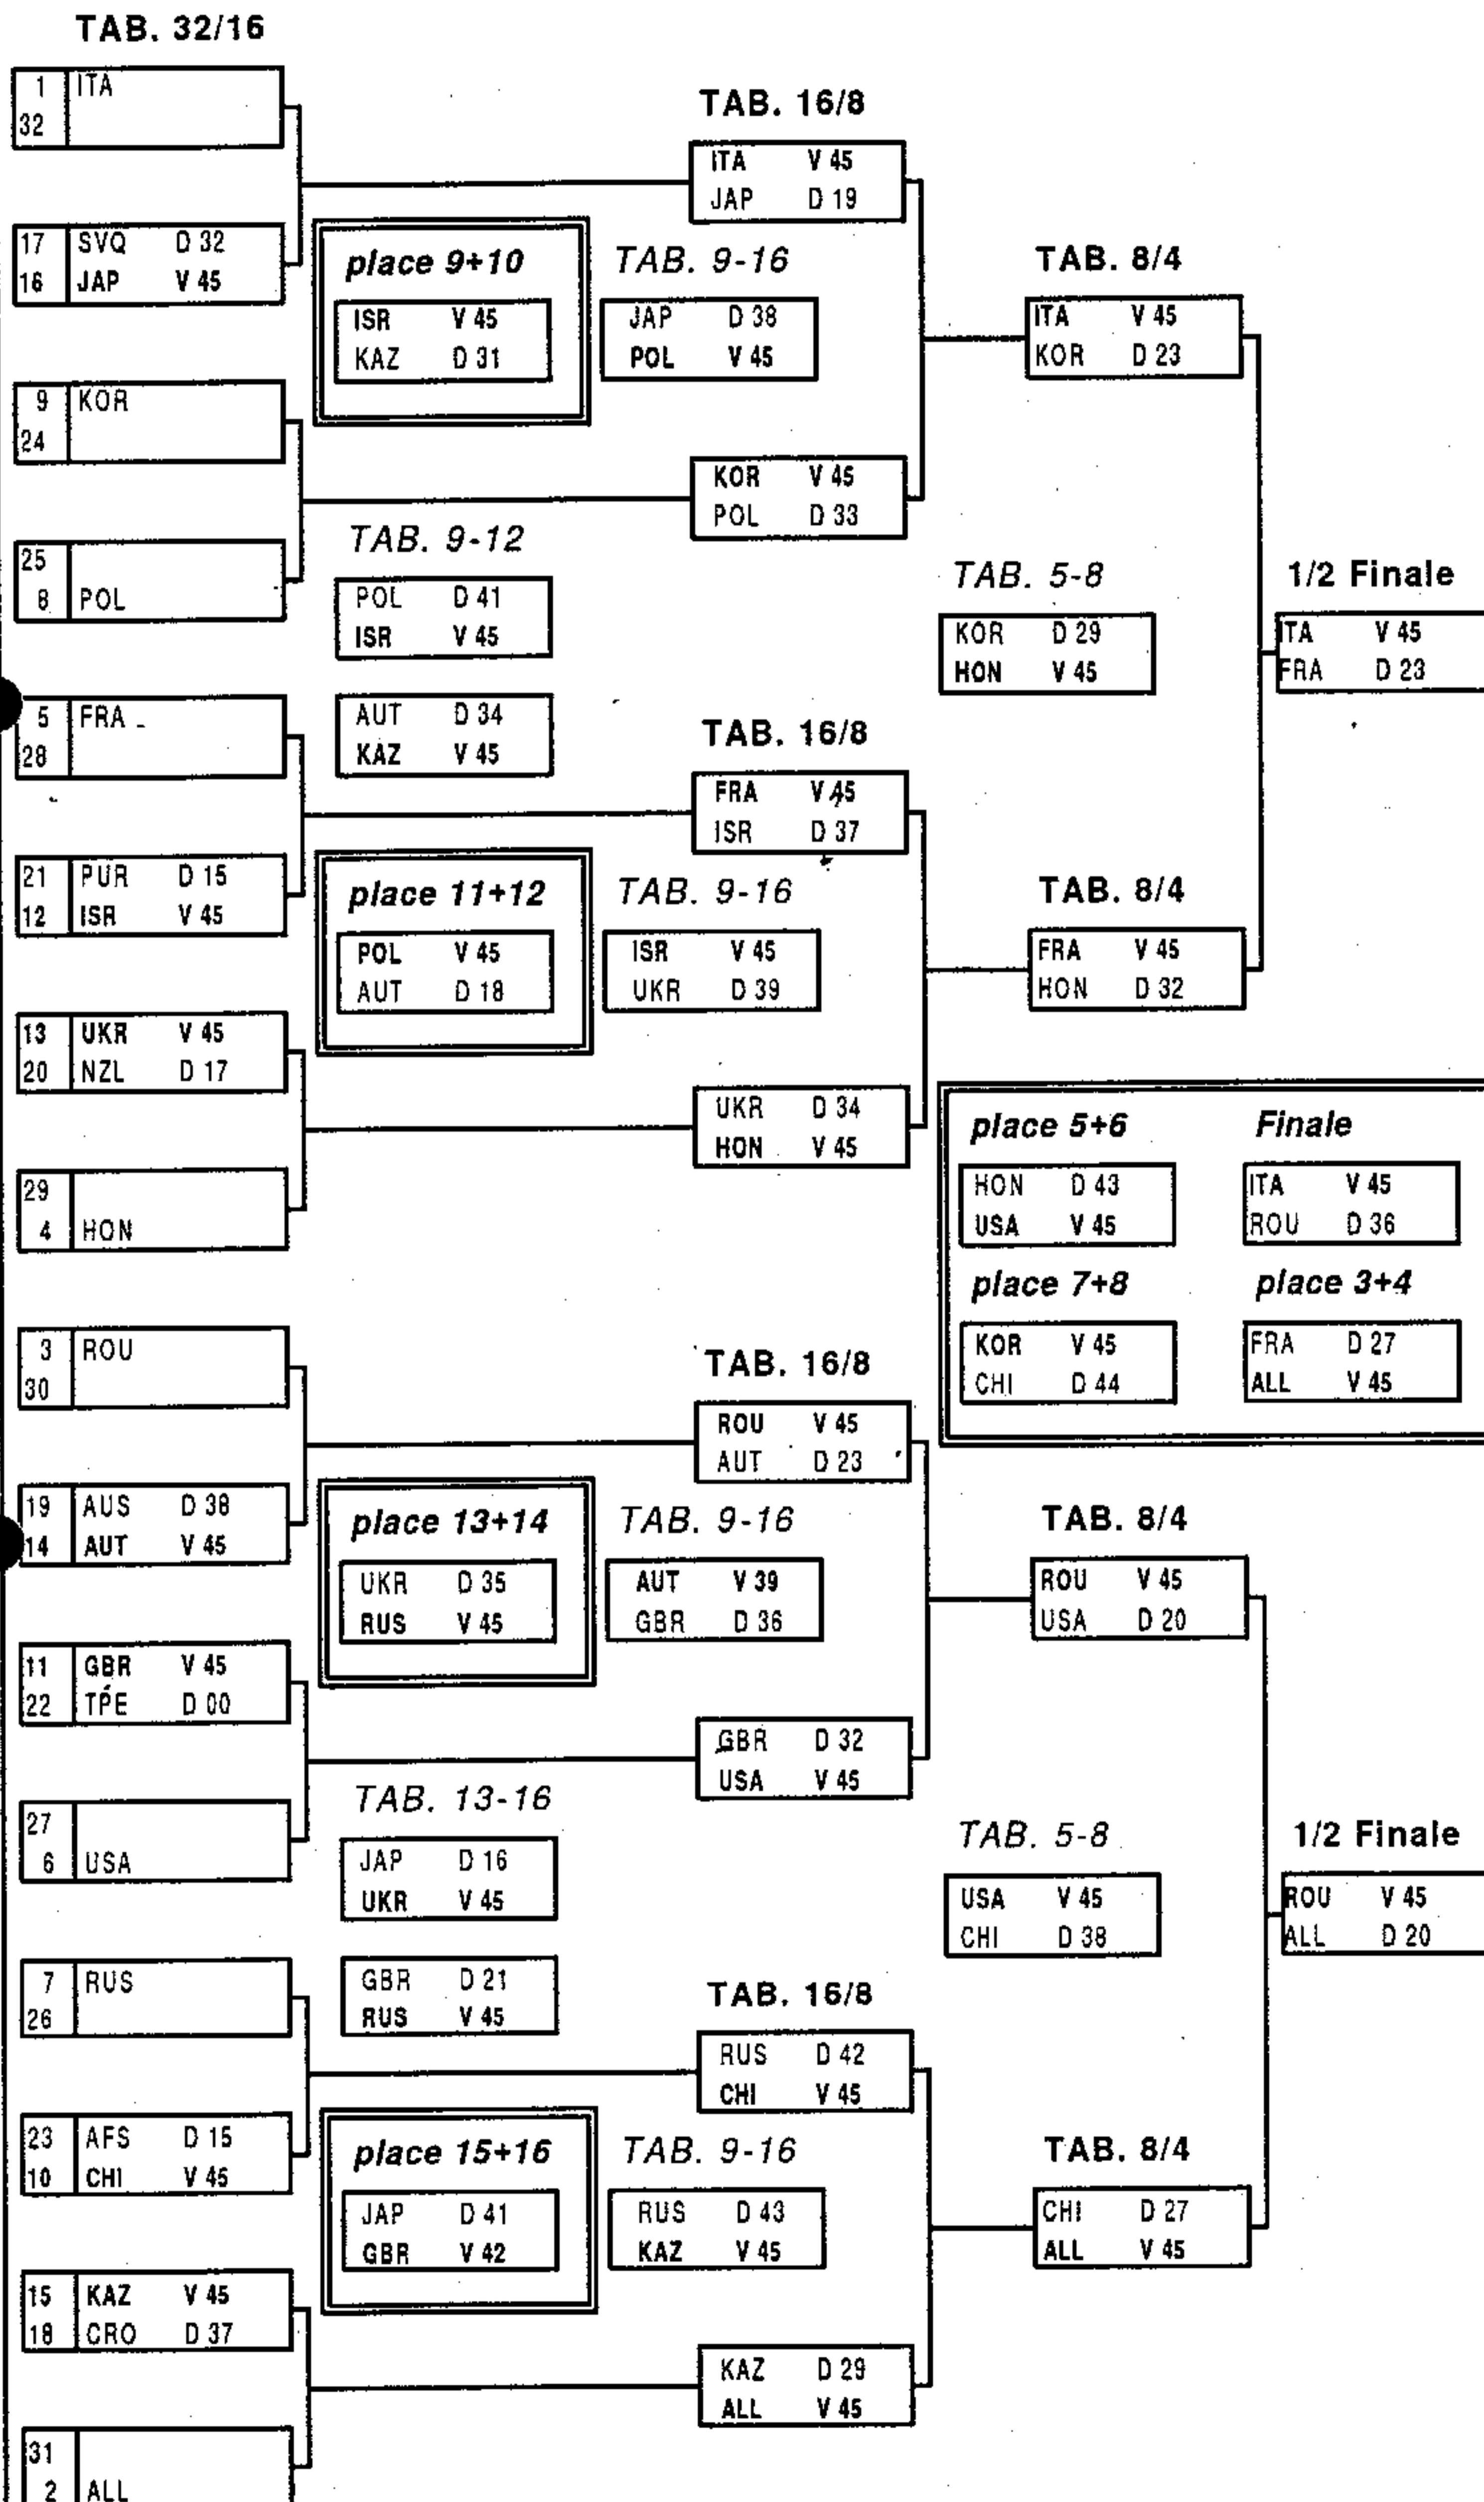 TAB. 32/16
1 ITA
32
17 SVQ D 32
16 JAP V 45
9 KOR
24
25
8 POL
5 FRA -
28
21 PUR D 15
12 ISR V 45
13 UKR V 45
20 NZL D 17
29
4 HON
3 ROU
30
19 AUS D 38
14 AUT V 45
11 GBR V 45
22 TPE D 00
27
6 USA
7 RUS
26
23 AFS D 15
10 CHI V 45
15 KAZ V 45
18 CRO D 37
31
2 ALL
place 9+10
ISR V 45
KAZ D 31
TAB. 9-12
POL D 41
ISR V 45
AUT D 34
KAZ V 45
place 11+12
POL V 45
AUT D 18
place 13+14
UKR D 35
RUS V 45
TAB. 13-16
JAP D 16
UKR V 45
GBR D 21
RUS V 45
place 15+16
JAP D 41
GBR V 42
TAB. 16/8
ITA V 45
JAP D 19
TAB. 9-16
JAP D 38
POL V 45
KOR V 45
POL D 33
TAB. 16/8
FRA V 45
ISR D 37
TAB. 9-16
ISR V 45
UKR D 39
UKR D 34
HON V 45
TAB. 16/8
ROU V 45
AUT D 23
TAB. 9-16
AUT V 39
GBR D 36
GBR D 32
USA V 45
TAB. 16/8
RUS D 42
CHI V 45
TAB. 9-16
RUS D 43
KAZ V 45
KAZ D 29
ALL V 45
TAB. 8/4
ITA V 45
KOR D 23
TAB. 5-8
KOR D 29
HON V 45
TAB. 8/4
FRA V 45
HON D 32
1/2 Finale
ITA V 45
FRA D 23
place 5+6
HON D 43
USA V 45
Finale
ITA V 45
ROU D 36
place 7+8
KOR V 45
CHI D 44
place 3+4
FRA D 27
ALL V 45
TAB. 8/4
ROU V 45
USA D 20
TAB. 5-8
USA V 45
CHI D 38
1/2 Finale
ROU V 45
ALL D 20
TAB. 8/4
CHI D 27
ALL V 45